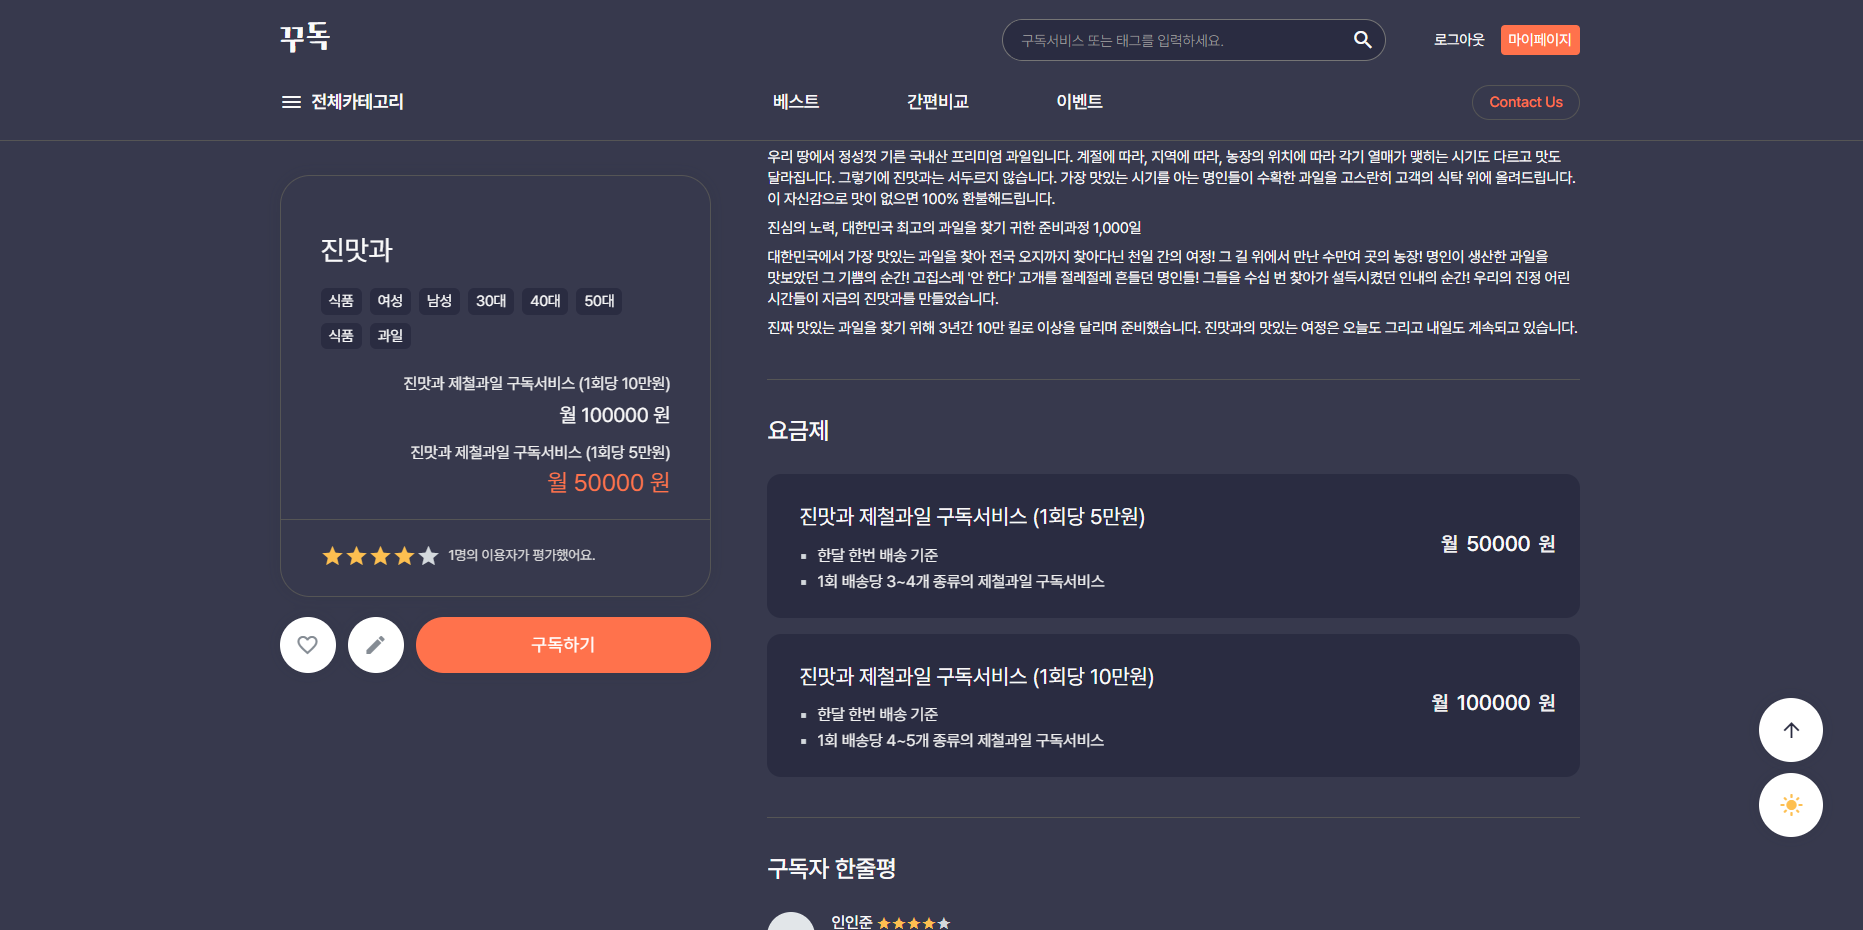 꾸독
구독서비스 또는 태그를 입력하세요.
로그아웃
마이페이지
전체카테고리
베스트
간편비교
이벤트
Contact Us
진맛과
식품 여성 남성 30대 40대 50대
식품 과일
진맛과 제철과일 구독서비스 (1회당 10만원)
월 100000 원
진맛과 제철과일 구독서비스 (1회당 5만원)
월 50000 원
1명의 이용자가 평가했어요.
구독하기
우리 땅에서 정성껏 기른 국내산 프리미엄 과일입니다. 계절에 따라, 지역에 따라, 농장의 위치에 따라 각기 열매가 맺히는 시기도 다르고 맛도
달라집니다. 그렇기에 진맛과는 서두르지 않습니다. 가장 맛있는 시기를 아는 명인들이 수확한 과일을 고스란히 고객의 식탁 위에 올려드립니다.
이 자신감으로 맛이 없으면 100% 환불해드립니다.
진심의 노력, 대한민국 최고의 과일을 찾기 귀한 준비과정 1,000일
대한민국에서 가장 맛있는 과일을 찾아 전국 오지까지 찾아다닌 천일 간의 여정! 그 길 위에서 만난 수만여 곳의 농장! 명인이 생산한 과일을
맛보았던 그 기쁨의 순간! 고집스레 '안 한다' 고개를 절레절레 흔들던 명인들! 그들을 수십 번 찾아가 설득시켰던 인내의 순간! 우리의 진정 어린
시간들이 지금의 진맛과를 만들었습니다.
진짜 맛있는 과일을 찾기 위해 3년간 10만 킬로 이상을 달리며 준비했습니다. 진맛과의 맛있는 여정은 오늘도 그리고 내일도 계속되고 있습니다.
요금제
진맛과 제철과일 구독서비스 (1회당 5만원)
한달 한번 배송 기준
1회 배송당 3~4개 종류의 제철과일 구독서비스
월 50000 원
진맛과 제철과일 구독서비스 (1회당 10만원)
한달 한번 배송 기준
1회 배송당 4~5개 종류의 제철과일 구독서비스
월 100000 원
구독자 한줄평
인인준